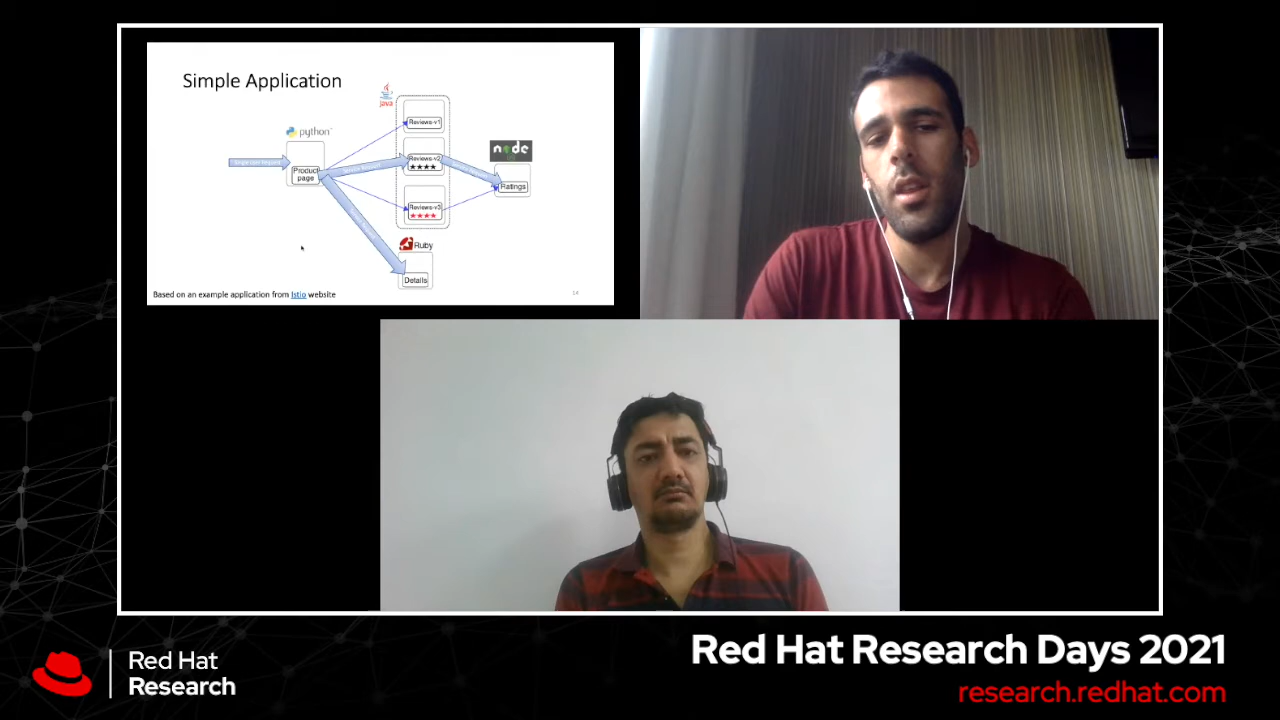 Simple Application
Java
python
Reviews-v1
node
Product
page
Reviews-v2
Ratings
Reviews-v3
Ruby
Details
Based on an example application from Istio website
14
Red Hat
Research
Red Hat Research Days 2021
research.redhat.com